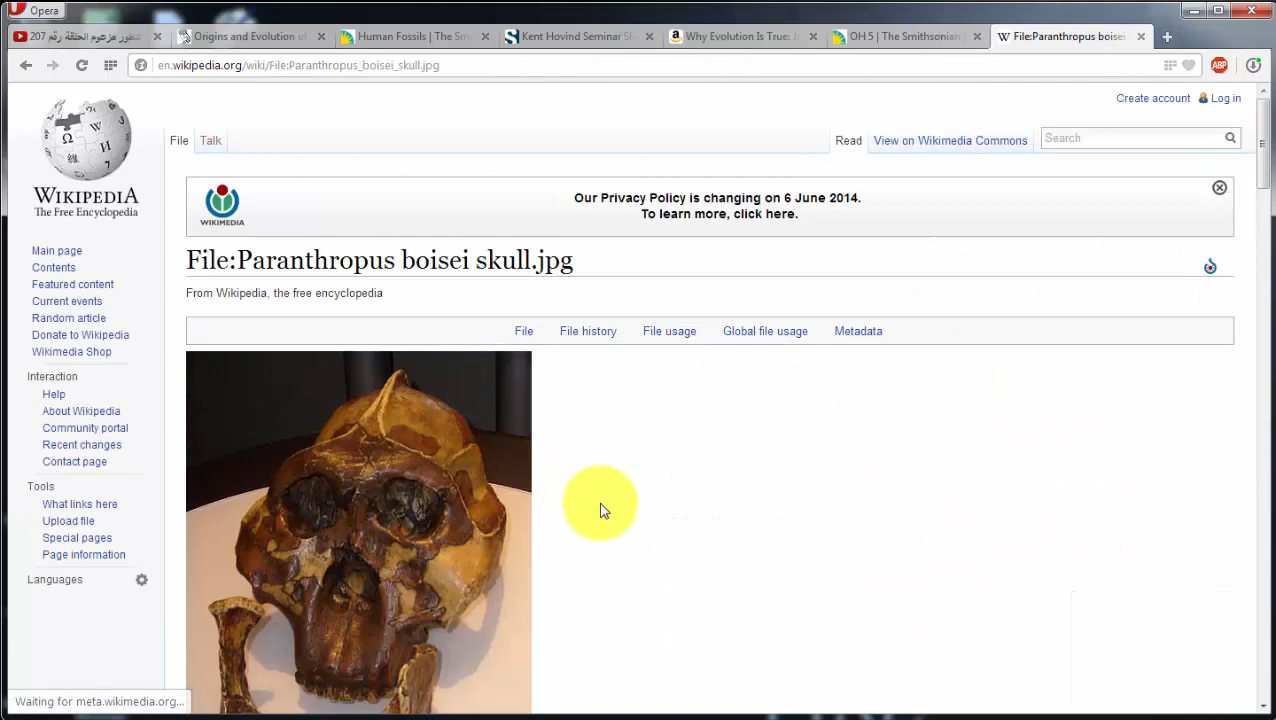 Opera
تطور مزعوم الحلقة رقم 207
Origins and Evolution of
Human Fossils | The Sm
Kent Hovind Seminar
Why Evolution Is True: J
OH 5 | The Smithsonian
File:Paranthropus boisei
en.wikipedia.org/wiki/File:Paranthropus_boisei_skull.jpg
ABP
Create account Log in
File Talk Read View on Wikimedia Commons Search
WIKIPEDIA
The Free Encyclopedia
WIKIMEDIA
Our Privacy Policy is changing on 6 June 2014.
To learn more, click here.
File:Paranthropus boisei skull.jpg
From Wikipedia, the free encyclopedia
File File history File usage Global file usage Metadata
Main page
Contents
Featured content
Current events
Random article
Donate to Wikipedia
Wikimedia Shop
Interaction
Help
About Wikipedia
Community portal
Recent changes
Contact page
Tools
What links here
Upload file
Special pages
Page information
Languages
Waiting for meta.wikimedia.org...